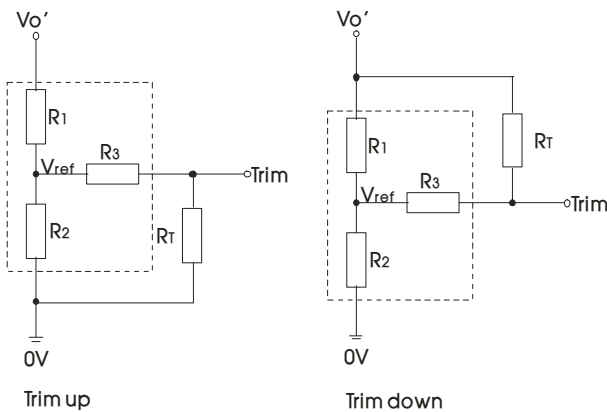 Vo'
R1
R3
Vref
Trim
R2
RT
0V
Trim up
Vo'
R1
RT
R3
Vref
Trim
R2
0V
Trim down